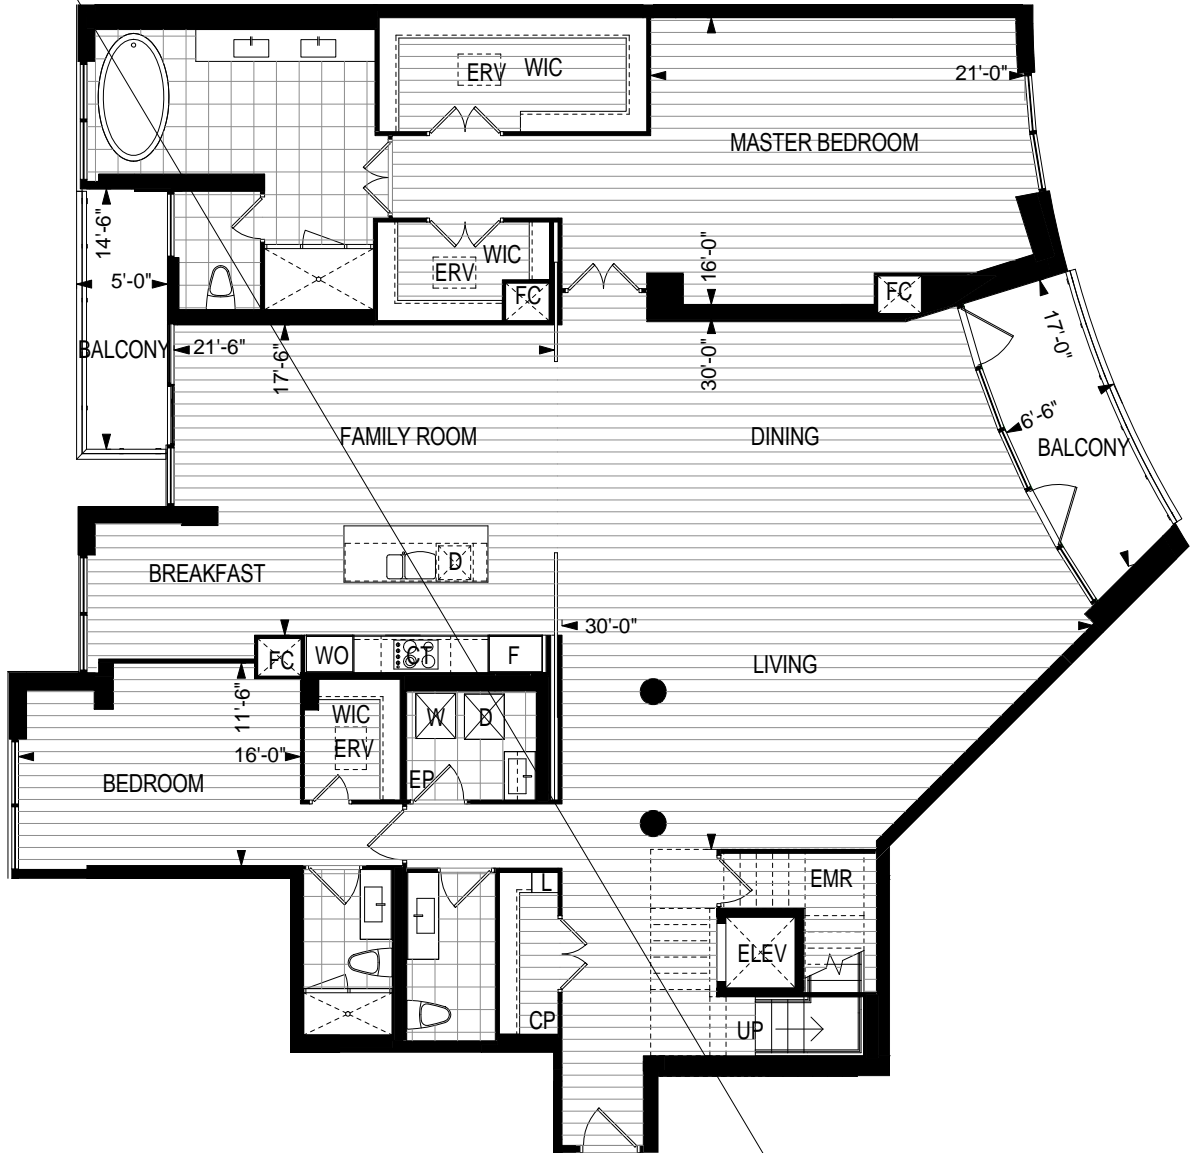 ERV WIC
21'-0"
MASTER BEDROOM
14'-6"
5'-0"
WIC
ERV
FC
16'-0"
FC
BALCONY
21'-6"
17'-6"
30'-0"
17'-0"
FAMILY ROOM
DINING
6'-6"
BALCONY
D
BREAKFAST
30'-0"
FC
WO
CT
F
LIVING
11'-6"
16'-0"
WIC
ERV
W
D
BEDROOM
EP
EMR
L
ELEV
CP
UP